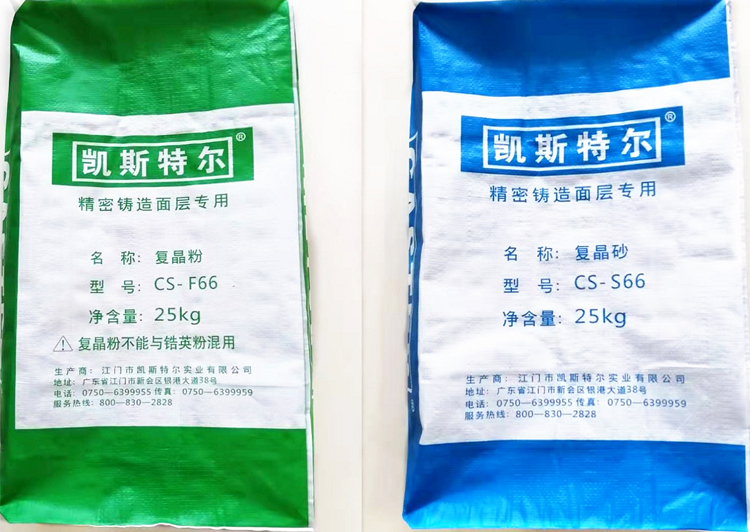 凯斯特尔®
精密铸造面层专用
名 称：复晶粉
型 号：CS-F66
净含量：25kg
⚠复晶粉不能与锆英粉混用
生产商：江门市凯斯特尔实业有限公司
地址：广东省江门市新会区银港大道38号
电话：0750—6399955 传真：0750—6399959
服务热线：800—830—2828
凯斯特尔®
精密铸造面层专用
名 称：复晶砂
型 号：CS-S66
净含量：25kg
生产商：江门市凯斯特尔实业有限公司
地址：广东省江门市新会区银港大道38号
电话：0750—6399955 传真：0750—6399959
服务热线：800—830—2828